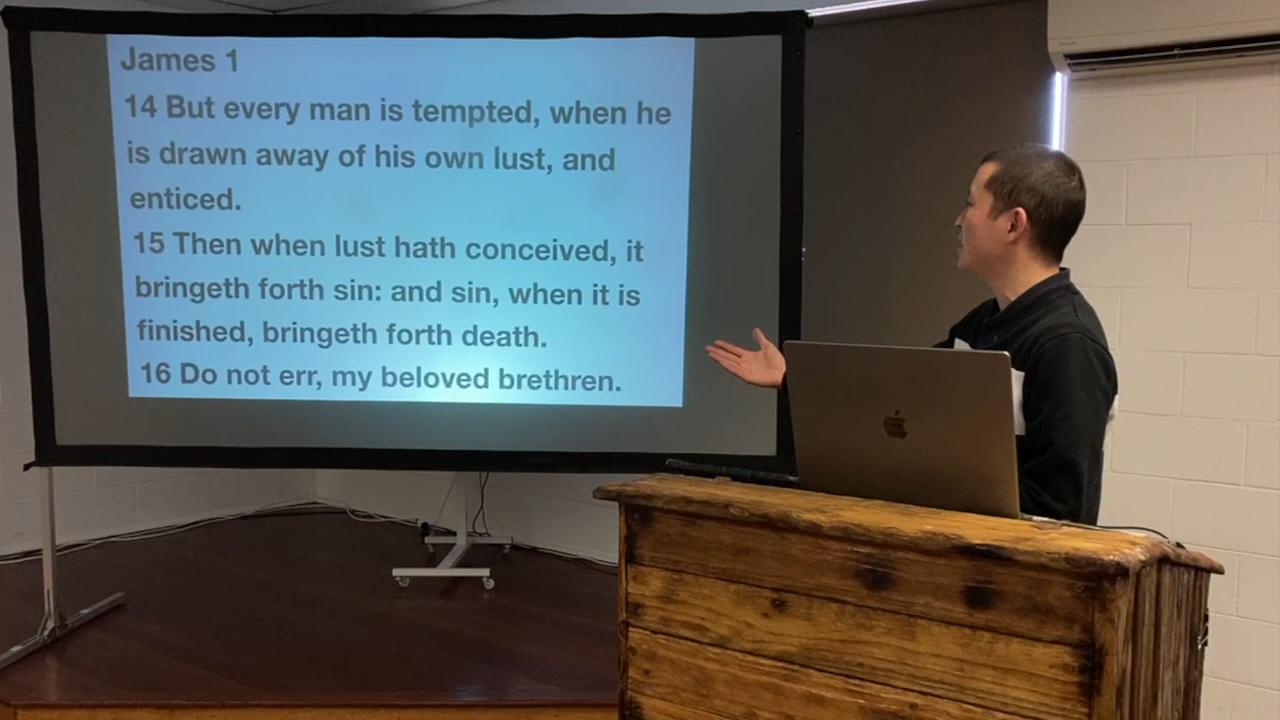 James 1
14 But every man is tempted, when he
is drawn away of his own lust, and
enticed.
15 Then when lust hath conceived, it
bringeth forth sin: and sin, when it is
finished, bringeth forth death.
16 Do not err, my beloved brethren.